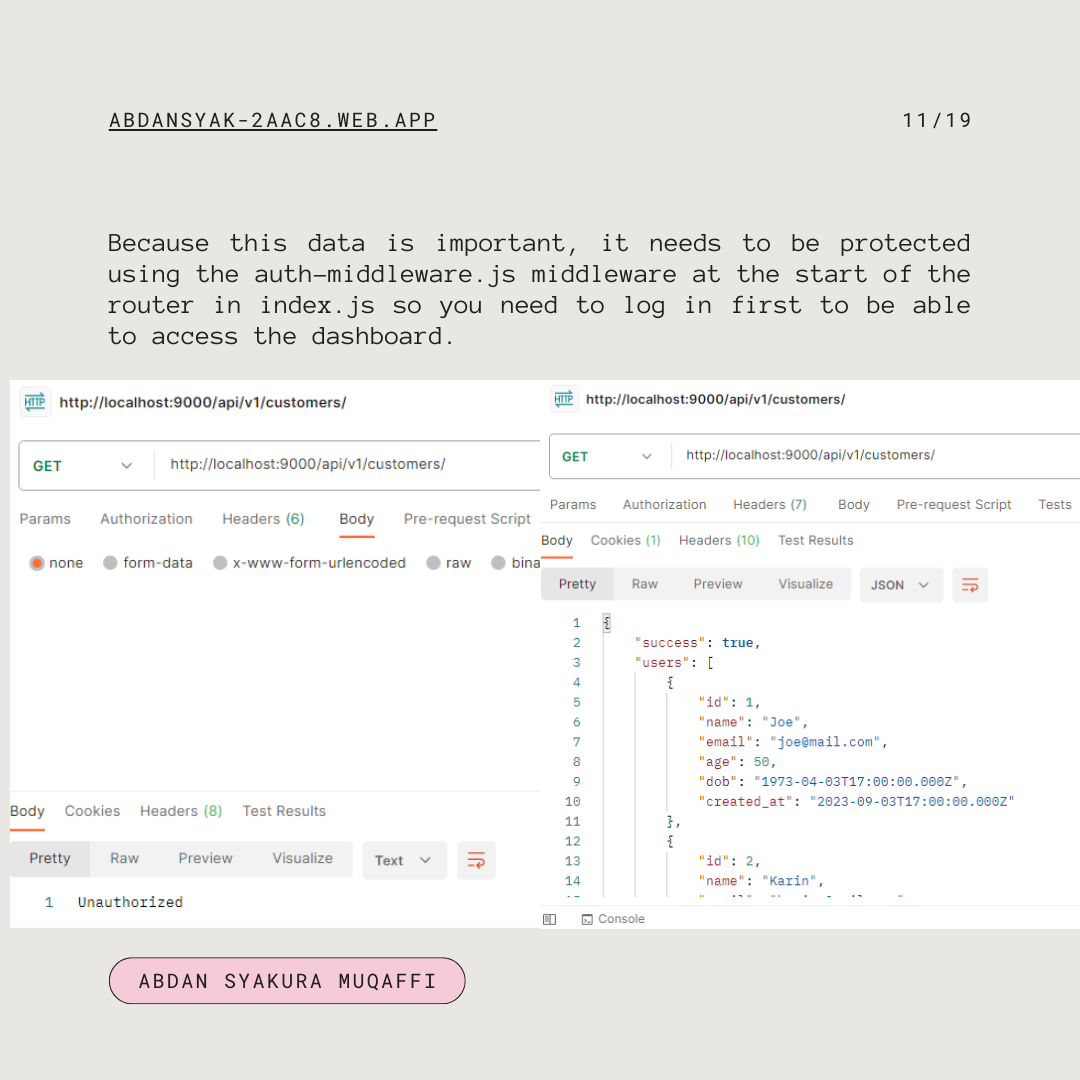 ABDANSYAK-2AAC8.WEB.APP
11/19
Because this data is important, it needs to be protected
using the auth-middleware.js middleware at the start of the
router in index.js so you need to log in first to be able
to access the dashboard.
HTTP http://localhost:9000/api/v1/customers/
GET http://localhost:9000/api/v1/customers/
Params Authorization Headers (6) Body Pre-request Script
none form-data x-www-form-urlencoded raw bina
Body Cookies Headers (8) Test Results
Pretty Raw Preview Visualize Text
1 Unauthorized
HTTP http://localhost:9000/api/v1/customers/
GET http://localhost:9000/api/v1/customers/
Params Authorization Headers (7) Body Pre-request Script Tests
Body Cookies (1) Headers (10) Test Results
Pretty Raw Preview Visualize JSON
1 {
2 "success": true,
3 "users": [
4 {
5 "id": 1,
6 "name": "Joe",
7 "email": "joe@mail.com",
8 "age": 50,
9 "dob": "1973-04-03T17:00:00.000Z",
10 "created_at": "2023-09-03T17:00:00.000Z"
11 },
12 {
13 "id": 2,
14 "name": "Karin",
Console
ABDAN SYAKURA MUQAFFI